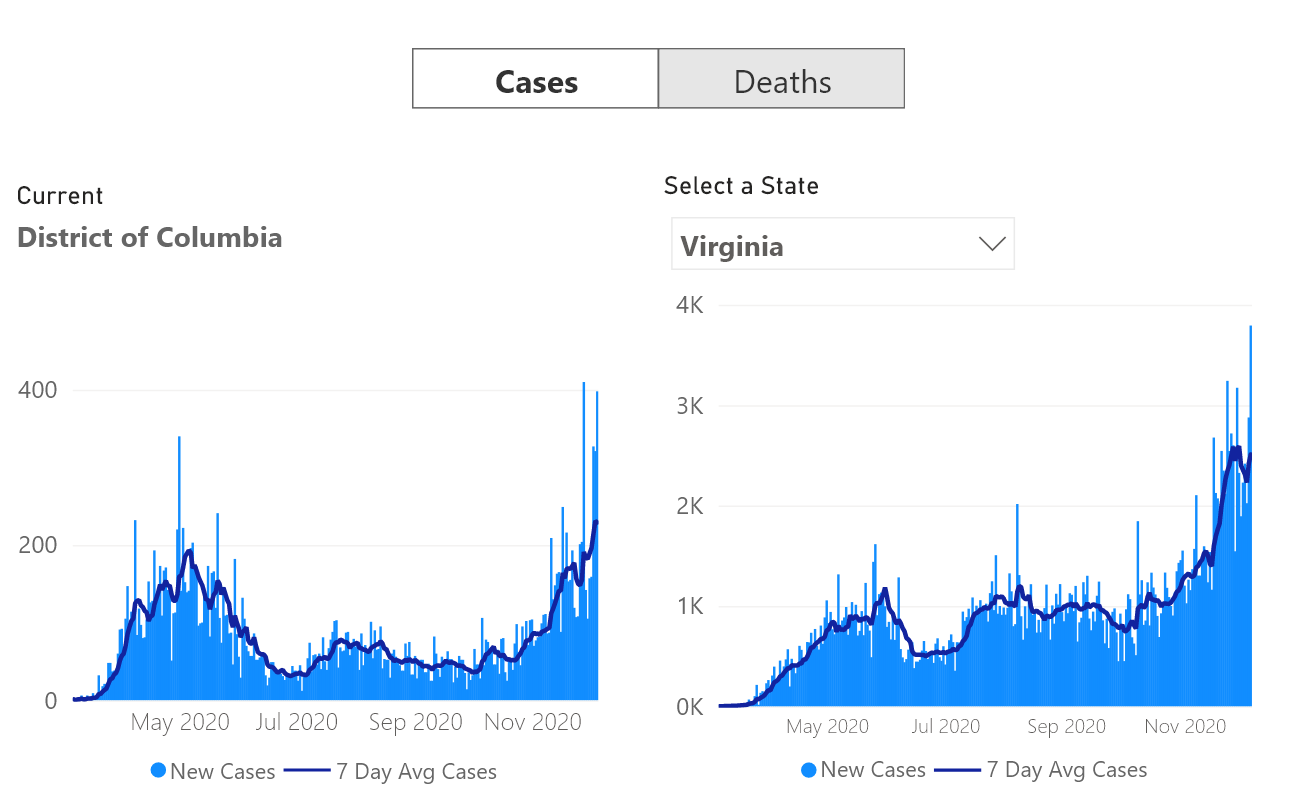 Cases
Deaths
Current
District of Columbia
400
200
0
May 2020
Jul 2020
Sep 2020
Nov 2020
New Cases
7 Day Avg Cases
Select a State
Virginia
4K
3K
2K
1K
0K
May 2020
Jul 2020
Sep 2020
Nov 2020
New Cases
7 Day Avg Cases